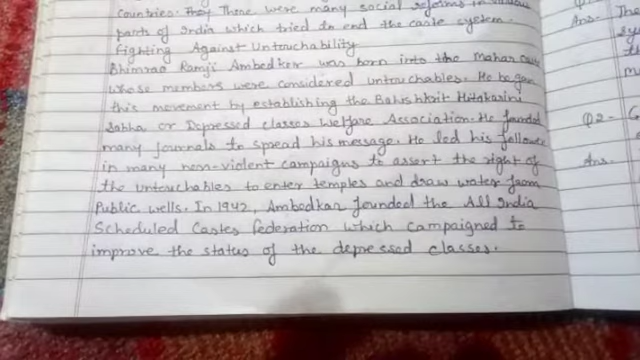 Countries. They There were many social reforms in various
parts of India which tried to end the caste system.
Fighting Against Untouchability
Bhimrao Ramji Ambedkar was born into the Mahar Caste
whose members were considered untouchables. He began
this movement by establishing the Bahishkrit Hitakarini
Sabha or Depressed classes Welfare Association. He founded
many journals to spread his message. He led his followe
in many non-violent campaigns to assert the right of
the untouchables to enter temples and draw water from
Public wells. In 1942, Ambedkar founded the All India
Scheduled Castes federation which campaigned to
improve the status of the depressed classes.
Ans. Tha
Q2-
Ans.